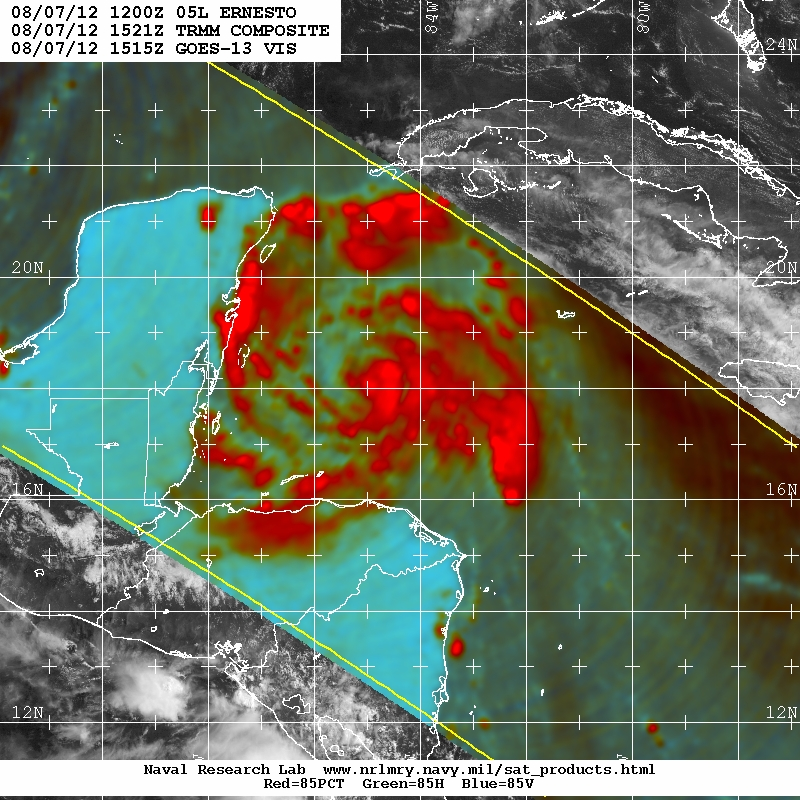 08/07/12 1200Z 05L ERNESTO
08/07/12 1521Z TRMM COMPOSITE
08/07/12 1515Z GOES-13 VIS
84W
80W
24N
20N
20N
16N
16N
12N
12N
Naval Research Lab www.nrlmry.navy.mil/sat_products.html
Red=85PCT Green=85H Blue=85V